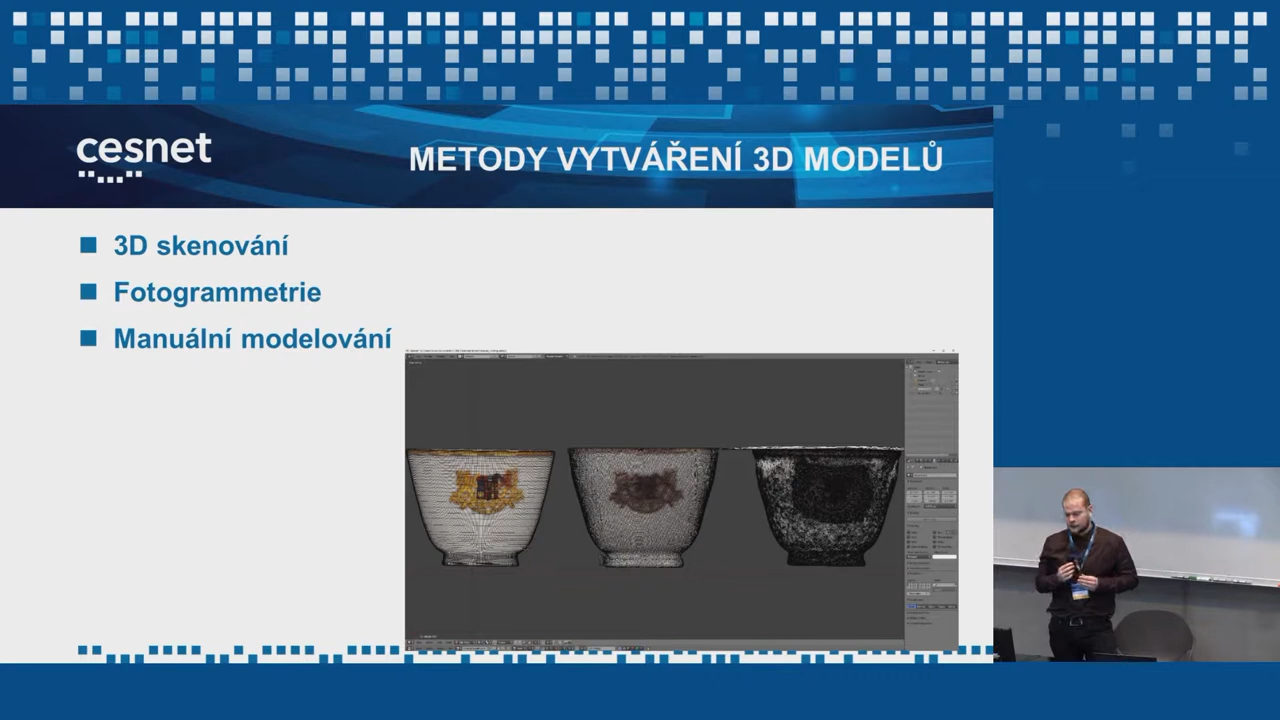 cesnet
METODY VYTVÁŘENÍ 3D MODELŮ
3D skenování
Fotogrammetrie
Manuální modelování